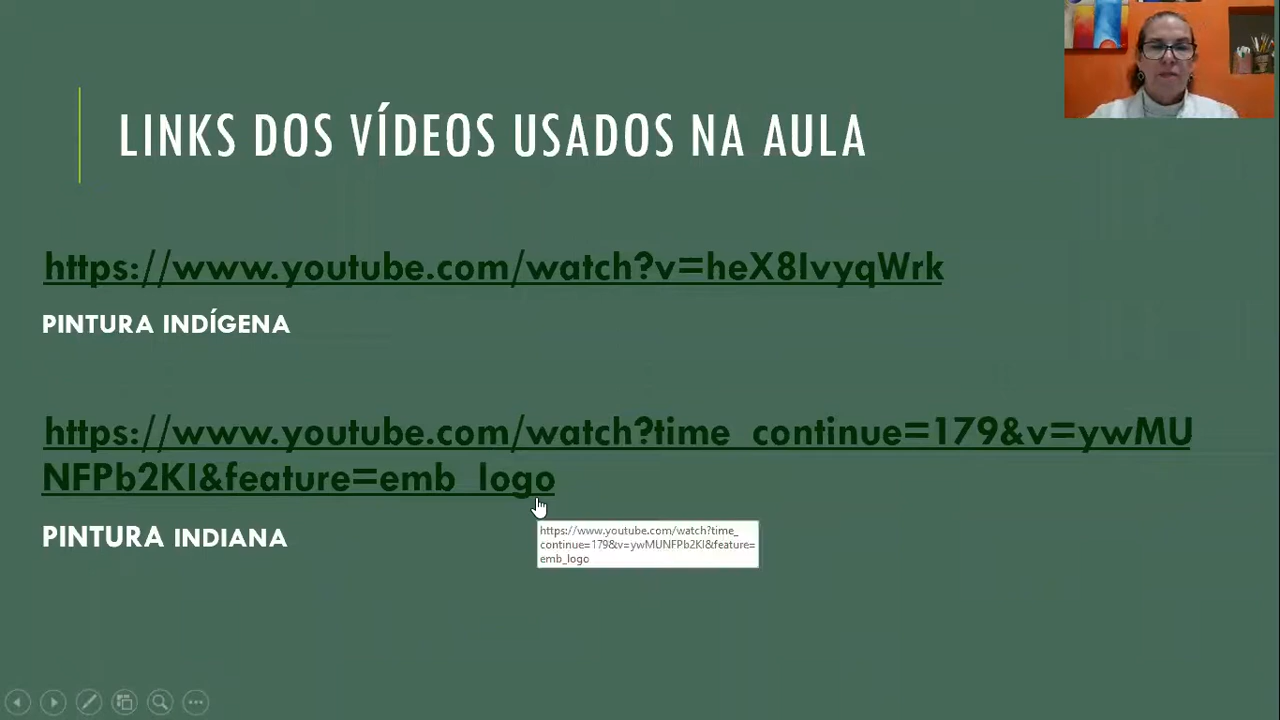 LINKS DOS VÍDEOS USADOS NA AULA
https://www.youtube.com/watch?v=heX8IvyqWrk
PINTURA INDÍGENA
https://www.youtube.com/watch?time_continue=179&v=ywMU
NFPb2KI&feature=emb_logo
PINTURA INDIANA
https://www.youtube.com/watch?time_
continue=179&v=ywMUNFPb2KI&feature=
emb_logo